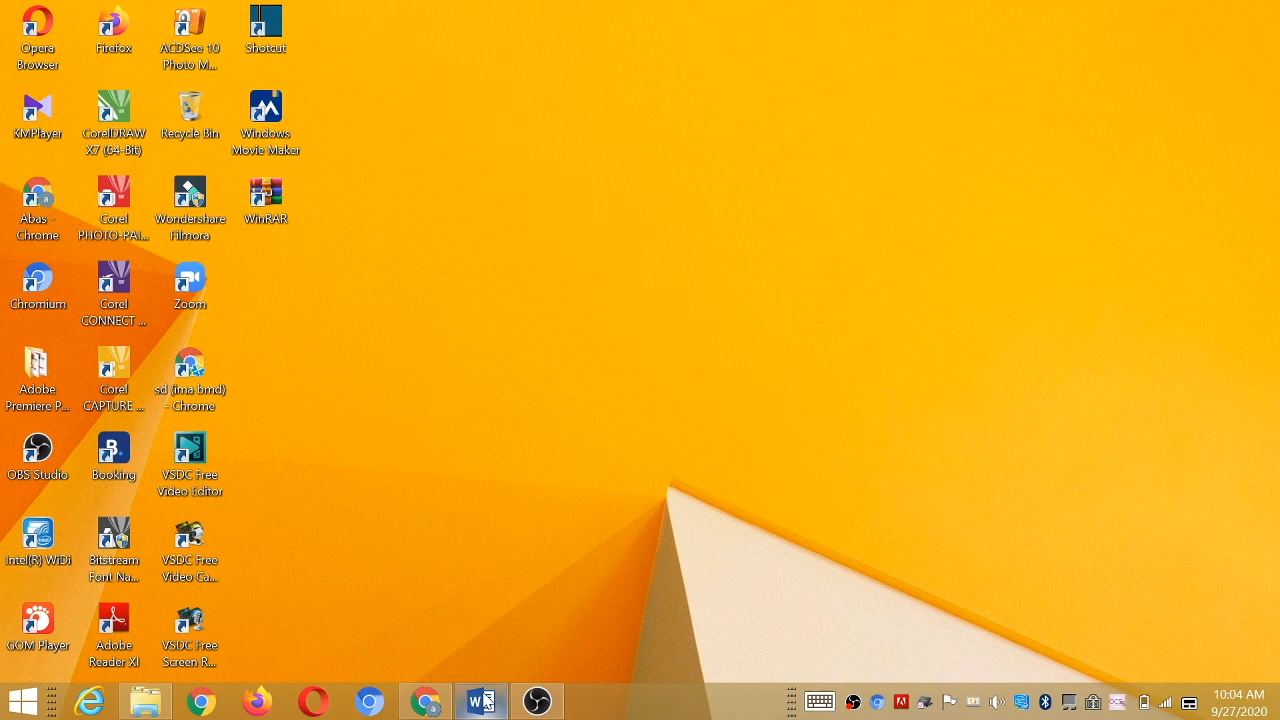 Opera
Browser
Firefox
ACDSee 10
Photo M...
Shotcut
KMPlayer
CorelDRAW
X7 (64-Bit)
Recycle Bin
Windows
Movie Maker
a
Abas -
Chrome
Corel
PHOTO-PAI...
Wondershare
Filmora
WinRAR
Chromium
Corel
CONNECT ...
Zoom
Adobe
Premiere P...
Corel
CAPTURE ...
sd (ima bmd)
- Chrome
OBS Studio
B.
Booking
VSDC Free
Video Editor
Intel(R) WiDi
Bitstream
Font Na...
VSDC Free
Video Ca...
GOM Player
Adobe
Reader XI
VSDC Free
Screen R...
a
W
10:04 AM
9/27/2020